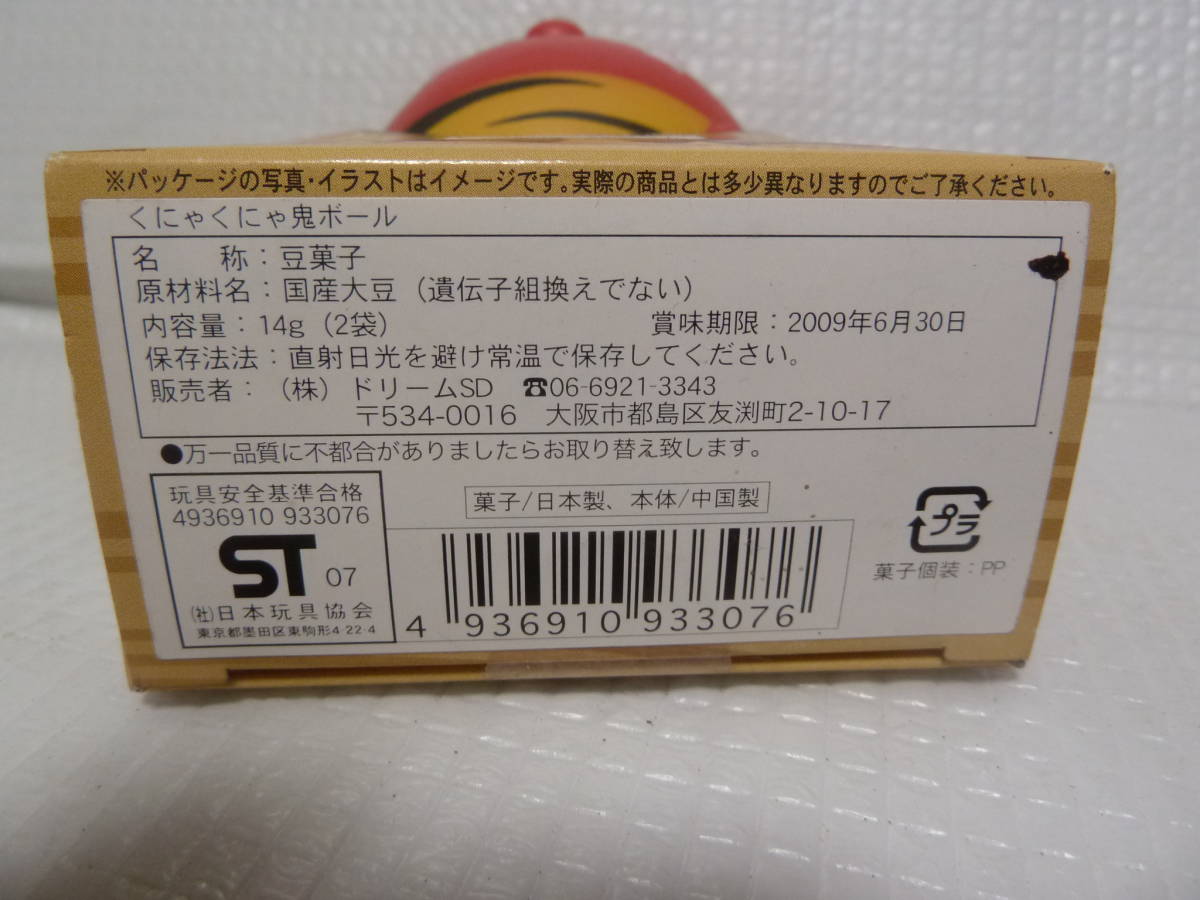 ※パッケージの写真・イラストはイメージです。実際の商品とは多少異なりますのでご了承ください。
くにゃくにゃ鬼ボール
名　　称：豆菓子
原材料名：国産大豆（遺伝子組換えでない）
内容量：14g（2袋）　賞味期限：2009年6月30日
保存法法：直射日光を避け常温で保存してください。
販売者：（株）ドリームSD　☎06-6921-3343
〒534-0016　大阪市都島区友渕町2-10-17
●万一品質に不都合がありましたらお取り替え致します。
玩具安全基準合格
4936910 933076
ST 07
(社)日本玩具協会
東京都墨田区東駒形4-22-4
菓子/日本製、本体/中国製
4 936910 933076
プラ
菓子個装：PP